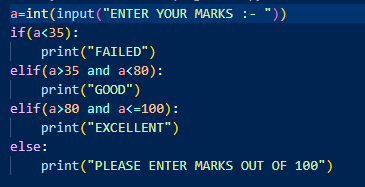 a=int(input("ENTER YOUR MARKS :- "))
if(a<35):
    print("FAILED")
elif(a>35 and a<80):
    print("GOOD")
elif(a>80 and a<=100):
    print("EXCELLENT")
else:
    print("PLEASE ENTER MARKS OUT OF 100")